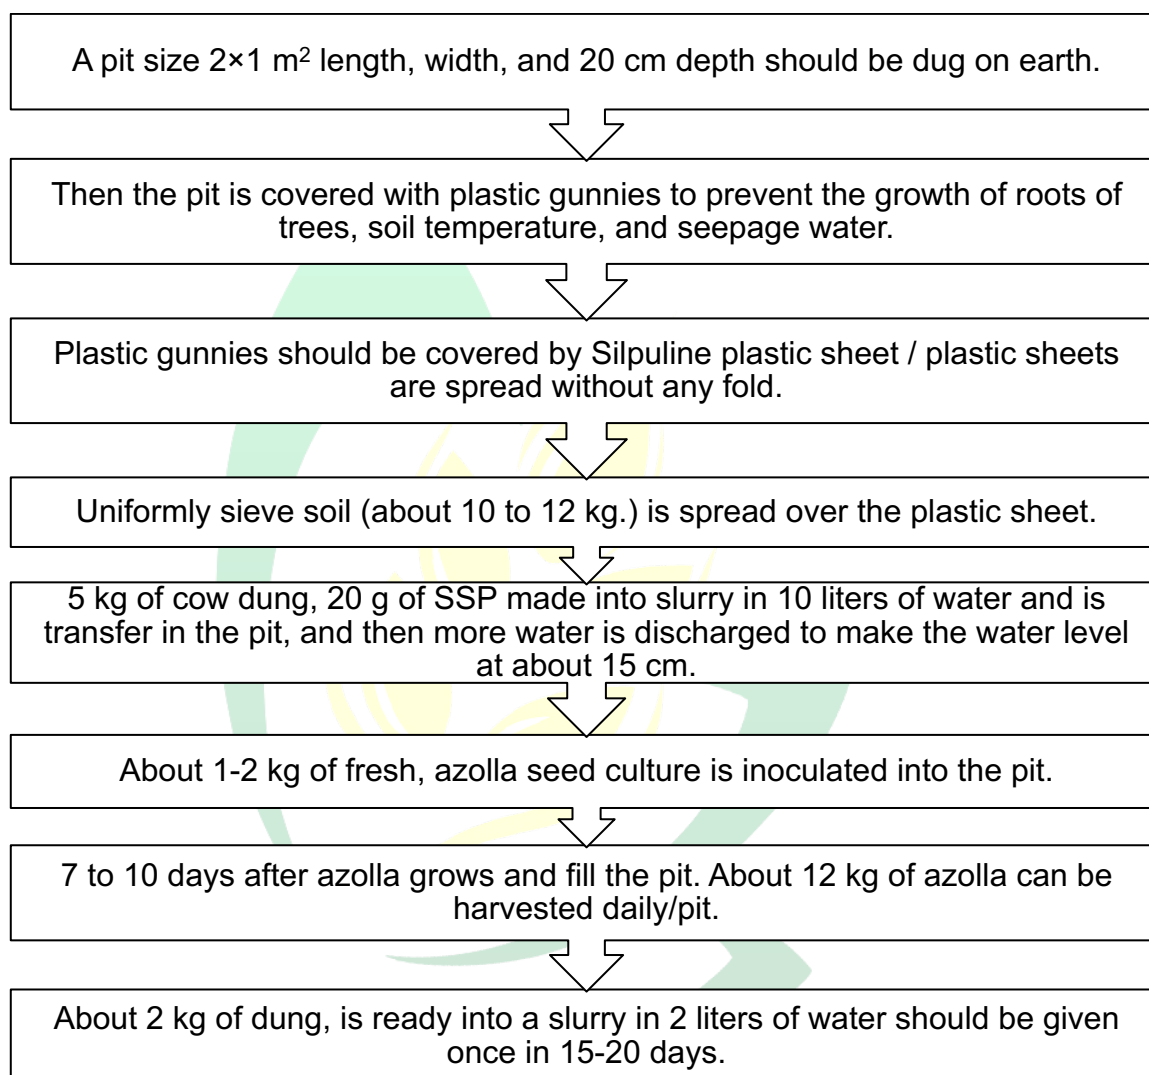 A pit size 2×1 m² length, width, and 20 cm depth should be dug on earth.
Then the pit is covered with plastic gunnies to prevent the growth of roots of
trees, soil temperature, and seepage water.
Plastic gunnies should be covered by Silpuline plastic sheet / plastic sheets
are spread without any fold.
Uniformly sieve soil (about 10 to 12 kg.) is spread over the plastic sheet.
5 kg of cow dung, 20 g of SSP made into slurry in 10 liters of water and is
transfer in the pit, and then more water is discharged to make the water level
at about 15 cm.
About 1-2 kg of fresh, azolla seed culture is inoculated into the pit.
7 to 10 days after azolla grows and fill the pit. About 12 kg of azolla can be
harvested daily/pit.
About 2 kg of dung, is ready into a slurry in 2 liters of water should be given
once in 15-20 days.